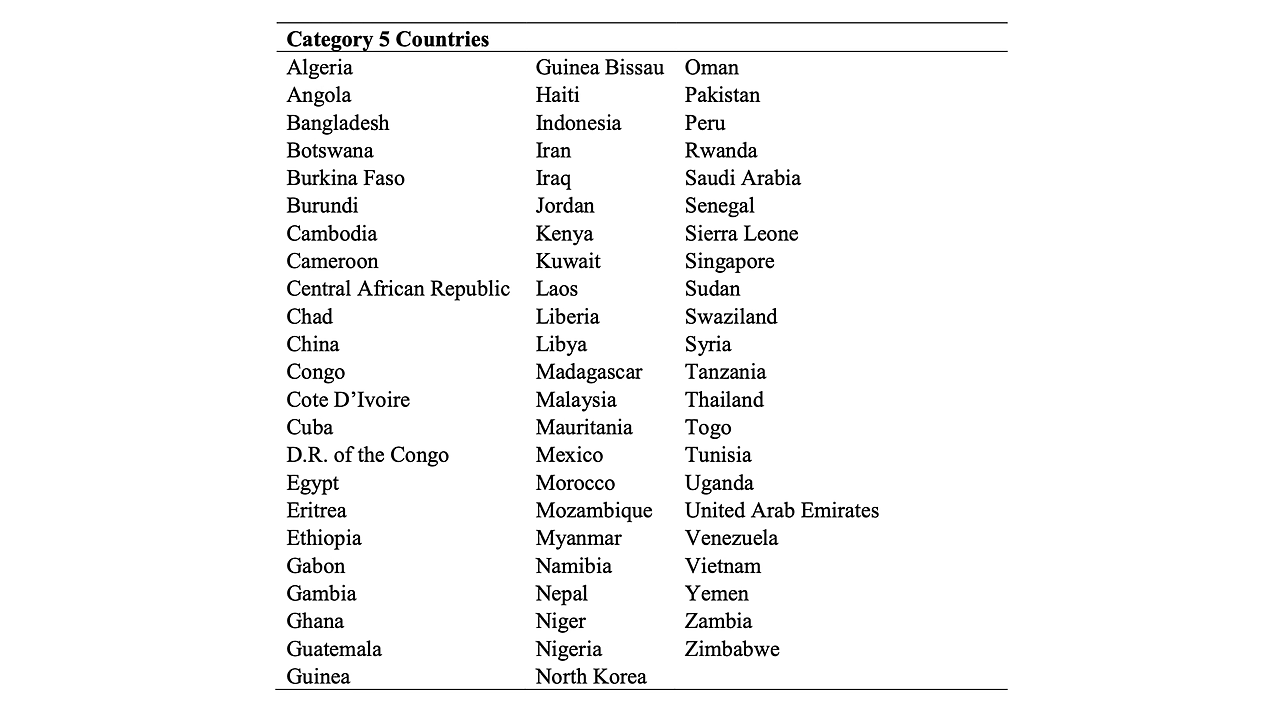 Category 5 Countries
Algeria Guinea Bissau Oman
Angola Haiti Pakistan
Bangladesh Indonesia Peru
Botswana Iran Rwanda
Burkina Faso Iraq Saudi Arabia
Burundi Jordan Senegal
Cambodia Kenya Sierra Leone
Cameroon Kuwait Singapore
Central African Republic Laos Sudan
Chad Liberia Swaziland
China Libya Syria
Congo Madagascar Tanzania
Cote D’Ivoire Malaysia Thailand
Cuba Mauritania Togo
D.R. of the Congo Mexico Tunisia
Egypt Morocco Uganda
Eritrea Mozambique United Arab Emirates
Ethiopia Myanmar Venezuela
Gabon Namibia Vietnam
Gambia Nepal Yemen
Ghana Niger Zambia
Guatemala Nigeria Zimbabwe
Guinea North Korea